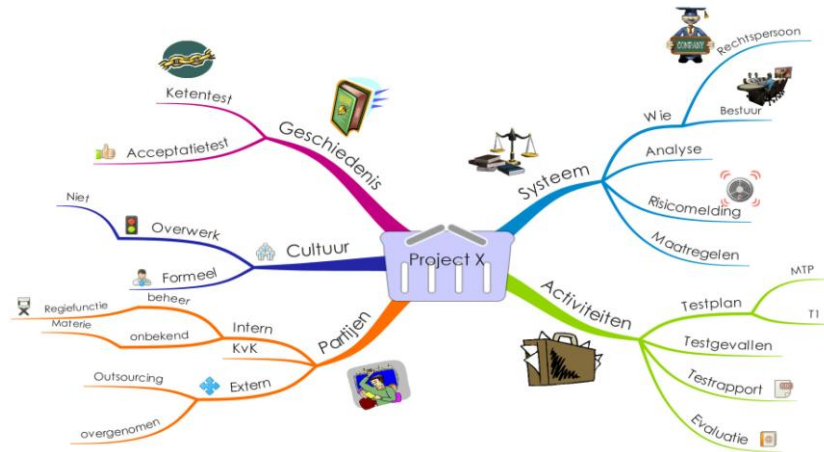 Project X
Geschiedenis
Ketentest
Acceptatietest
Cultuur
Overwerk
Niet
Formeel
Partijen
Intern
beheer
Regiefunctie
onbekend
Materie
KvK
Extern
Outsourcing
overgenomen
Systeem
Wie
Rechtspersoon
COMPANY
Bestuur
Analyse
Risicomelding
Maatregelen
Activiteiten
Testplan
MTP
T1
Testgevallen
Testrapport
Evaluatie